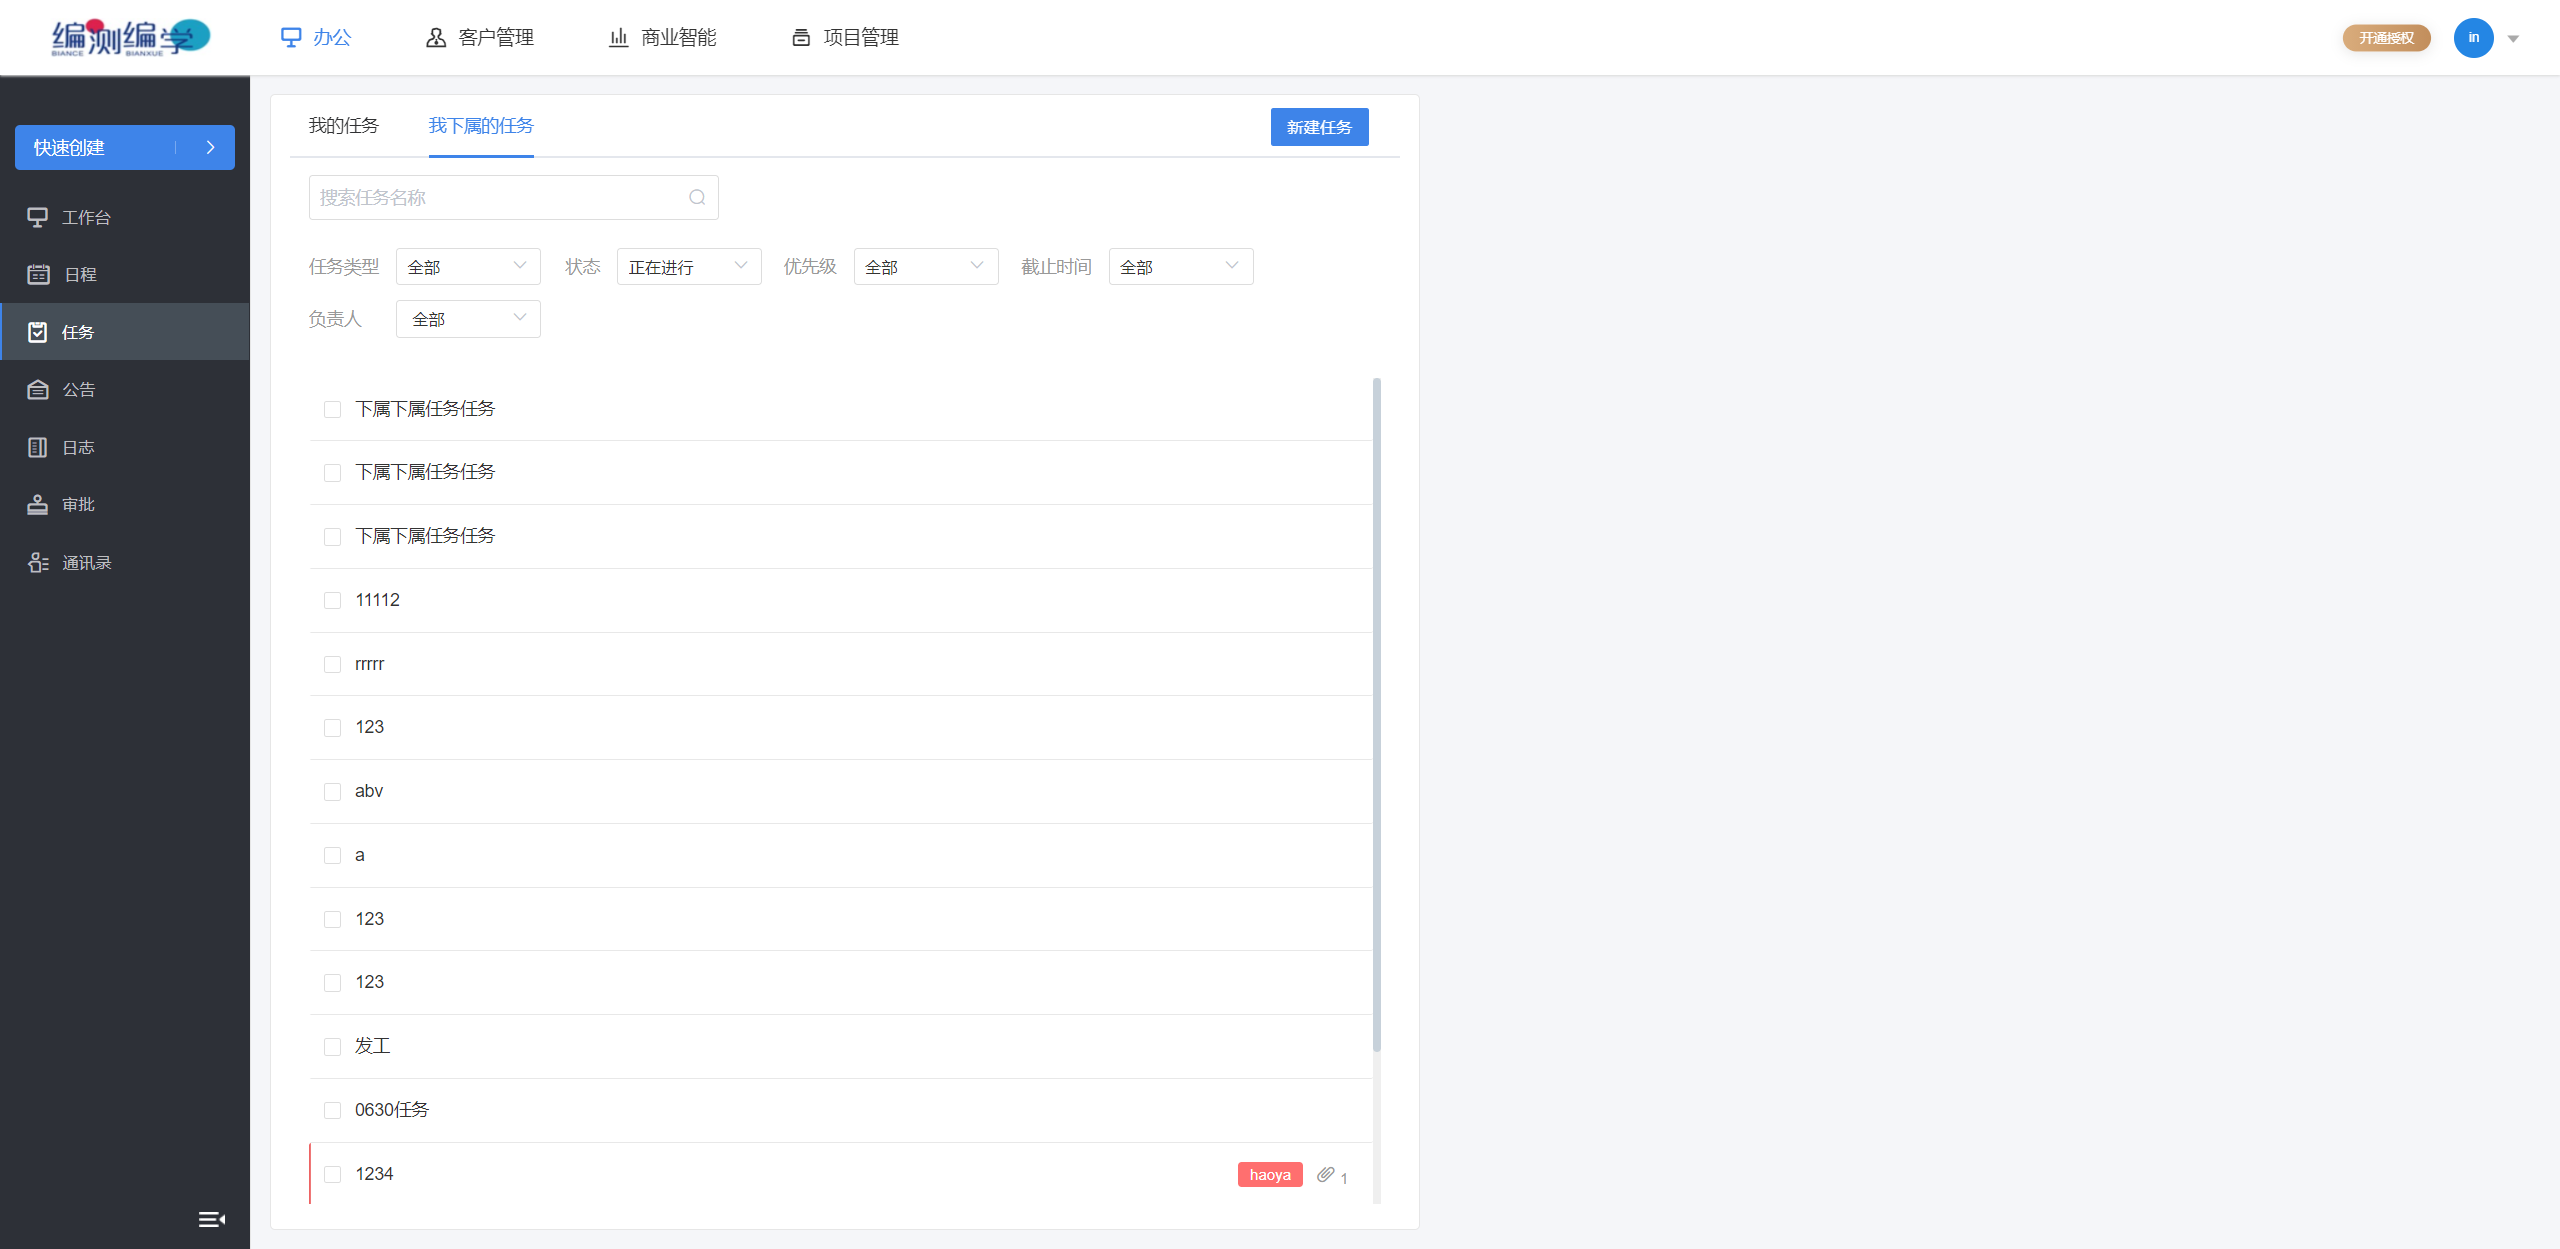 编测编学
BIANCE BIANXUE
办公 客户管理 商业智能 项目管理 开通授权 in
快速创建
工作台
日程
任务
公告
日志
审批
通讯录
我的任务 我下属的任务 新建任务
搜索任务名称
任务类型 全部 状态 正在进行 优先级 全部 截止时间 全部
负责人 全部
下属下属任务任务
下属下属任务任务
下属下属任务任务
11112
rrrrr
123
abv
a
123
123
发工
0630任务
1234 haoya 1